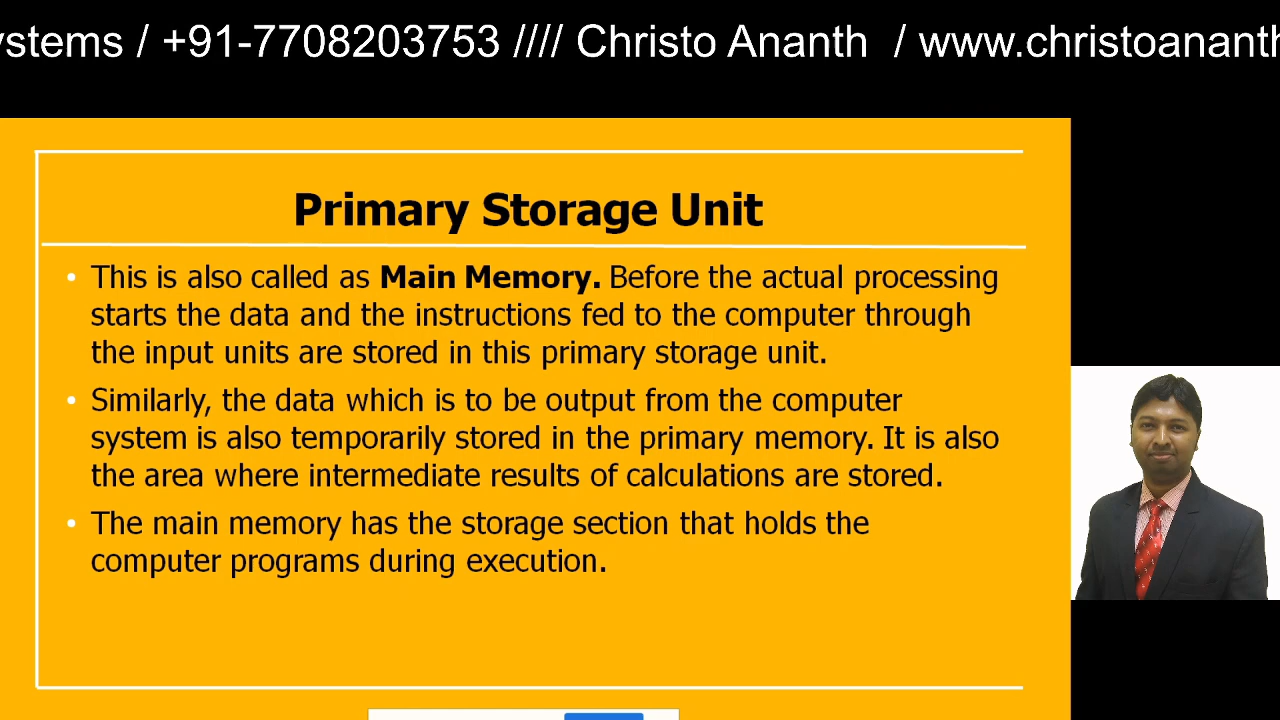 / +91-7708203753 //// Christo Ananth / www.christoananth
Primary Storage Unit
• This is also called as Main Memory. Before the actual processing
starts the data and the instructions fed to the computer through
the input units are stored in this primary storage unit.
• Similarly, the data which is to be output from the computer
system is also temporarily stored in the primary memory. It is also
the area where intermediate results of calculations are stored.
• The main memory has the storage section that holds the
computer programs during execution.